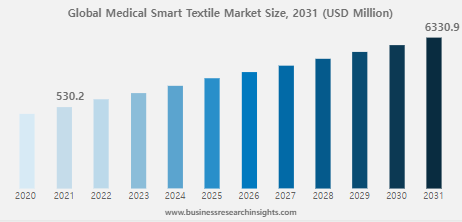 Global Medical Smart Textile Market Size, 2031 (USD Million)
6330.9
530.2
2020 2021 2022 2023 2024 2025 2026 2027 2028 2029 2030 2031
www.businessresearchinsights.com